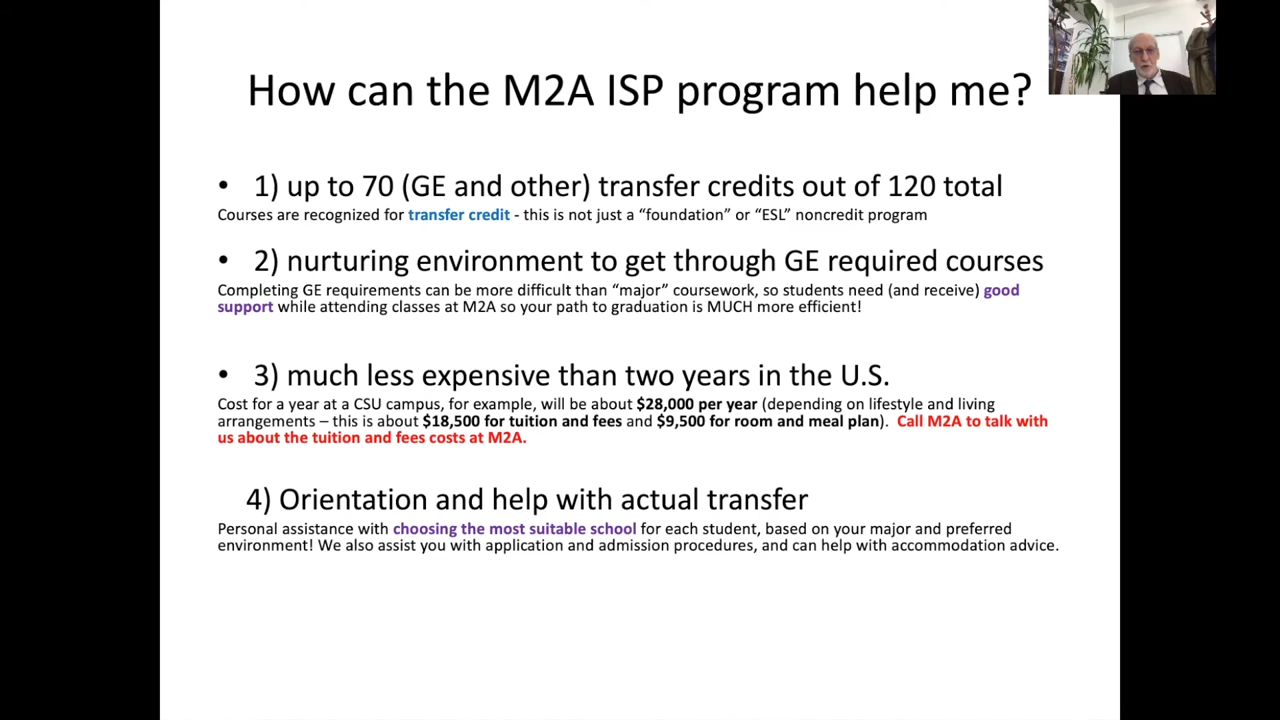 How can the M2A ISP program help me?
• 1) up to 70 (GE and other) transfer credits out of 120 total
Courses are recognized for transfer credit - this is not just a “foundation” or “ESL” noncredit program
• 2) nurturing environment to get through GE required courses
Completing GE requirements can be more difficult than “major” coursework, so students need (and receive) good
support while attending classes at M2A so your path to graduation is MUCH more efficient!
• 3) much less expensive than two years in the U.S.
Cost for a year at a CSU campus, for example, will be about $28,000 per year (depending on lifestyle and living
arrangements – this is about $18,500 for tuition and fees and $9,500 for room and meal plan). Call M2A to talk with
us about the tuition and fees costs at M2A.
4) Orientation and help with actual transfer
Personal assistance with choosing the most suitable school for each student, based on your major and preferred
environment! We also assist you with application and admission procedures, and can help with accommodation advice.